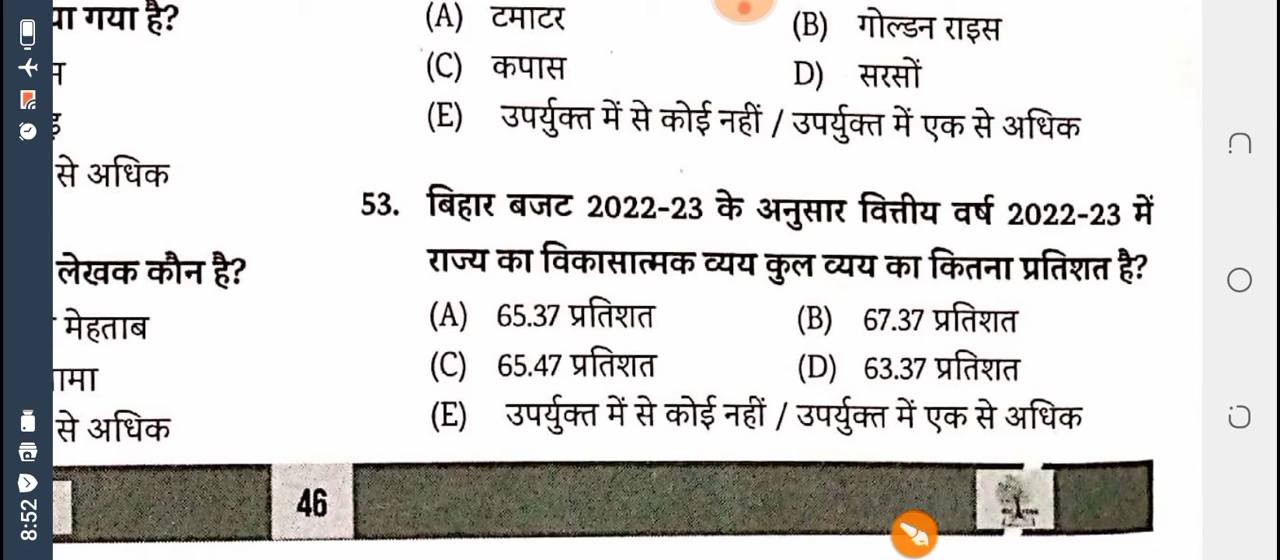 या गया है?
से अधिक
लेखक कौन है?
मेहताब
से अधिक
(A) टमाटर (B) गोल्डन राइस
(C) कपास D) सरसों
(E) उपर्युक्त में से कोई नहीं / उपर्युक्त में एक से अधिक
53. बिहार बजट 2022-23 के अनुसार वित्तीय वर्ष 2022-23 में
राज्य का विकासात्मक व्यय कुल व्यय का कितना प्रतिशत है?
(A) 65.37 प्रतिशत (B) 67.37 प्रतिशत
(C) 65.47 प्रतिशत (D) 63.37 प्रतिशत
(E) उपर्युक्त में से कोई नहीं / उपर्युक्त में एक से अधिक
46
8:52